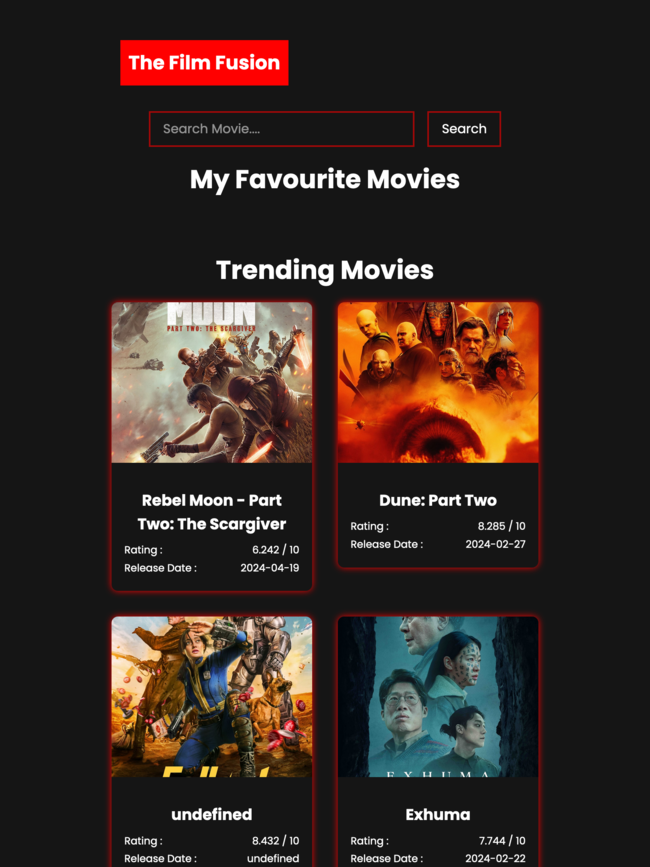 The Film Fusion
Search Movie....
Search
My Favourite Movies
Trending Movies
MOON
PART TWO: THE SCARGIVER
Rebel Moon - Part
Two: The Scargiver
Rating :
6.242 / 10
Release Date :
2024-04-19
Dune: Part Two
Rating :
8.285 / 10
Release Date :
2024-02-27
undefined
Rating :
8.432 / 10
Release Date :
undefined
EXHUMA
Exhuma
Rating :
7.744 / 10
Release Date :
2024-02-22